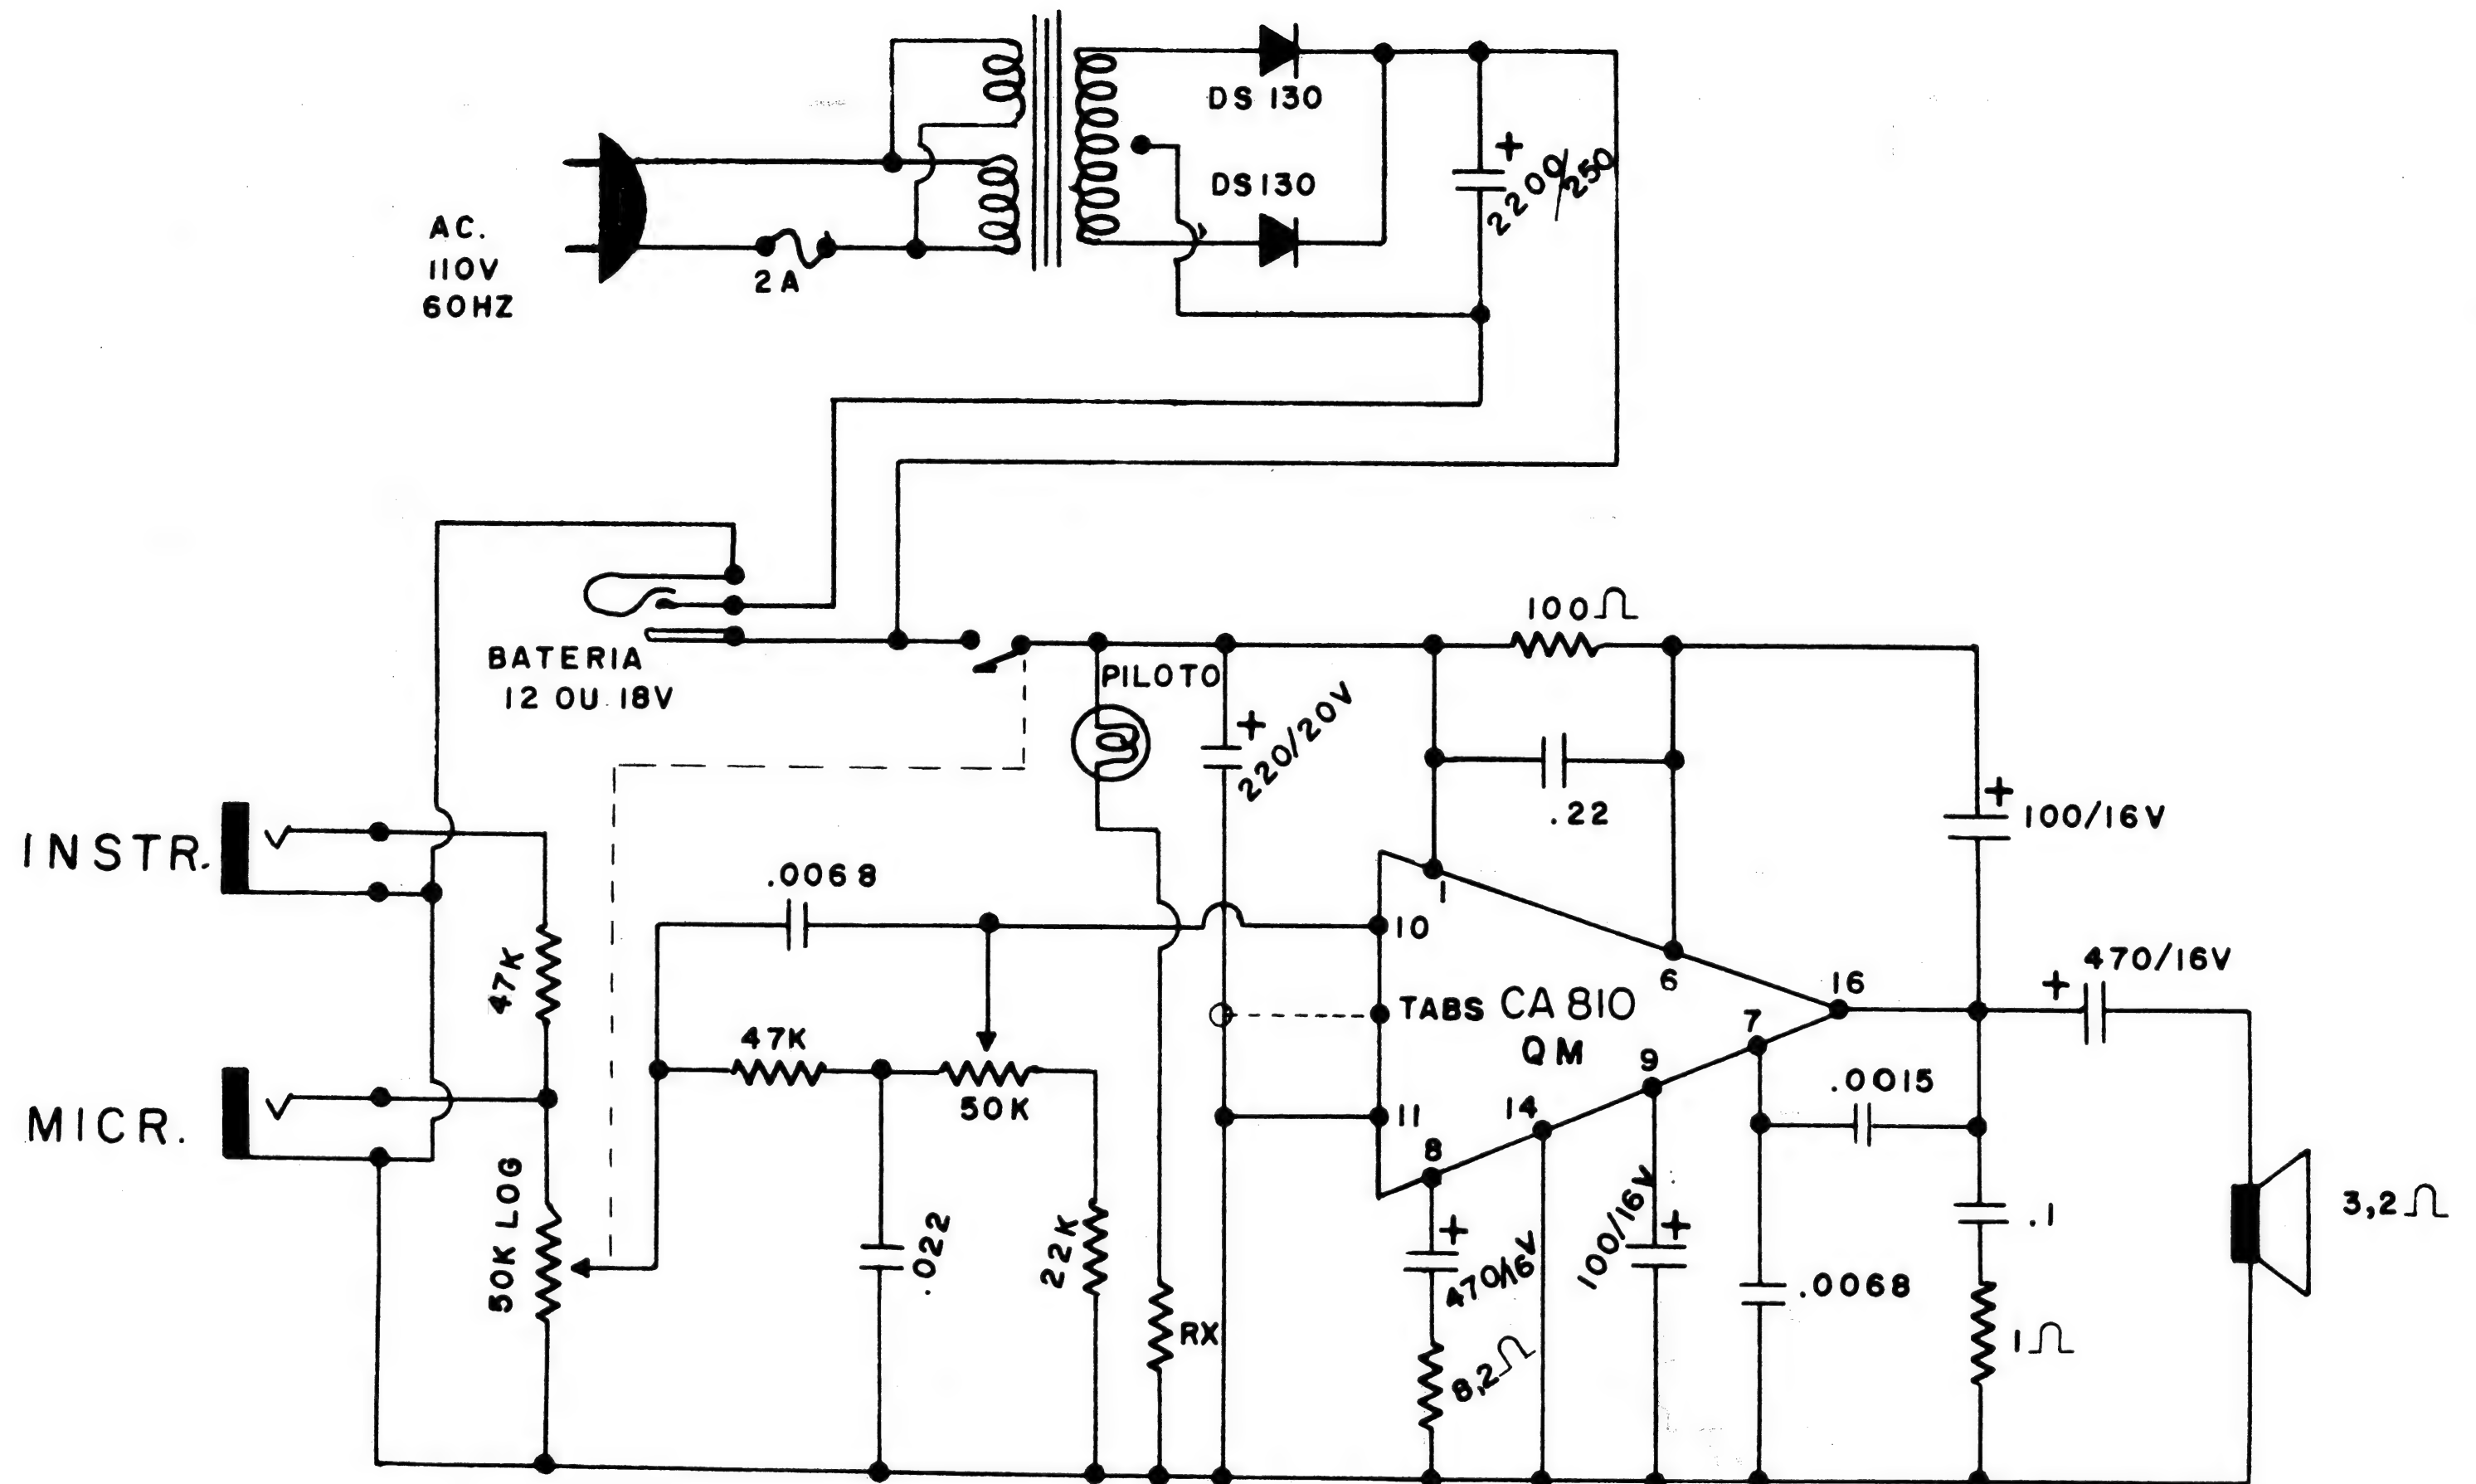 DS 130
DS130
2200/250
AC.
110V
60HZ
2A
BATERIA
12 OU 18V
100Ω
PILOTO
220/20V
.22
100/16V
INSTR.
.0068
47K
1
10
6
16
470/16V
TABS CA 810
QM
7
9
14
11
8
.0015
47K
50K
MICR.
50K LOG
.022
22K
RX
470/16V
8,2Ω
100/16V
.0068
.1
1Ω
3,2Ω